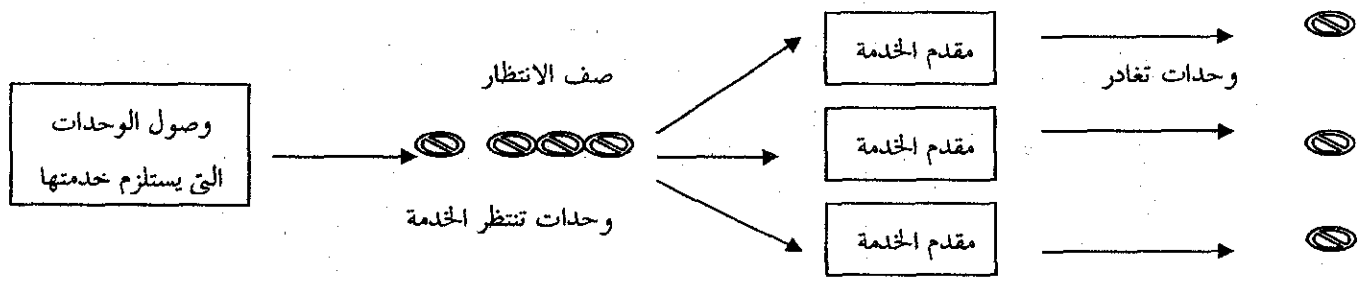 وصول الوحدات
التي يستلزم خدمتها
صف الانتظار
وحدات تنتظر الخدمة
مقدم الخدمة
مقدم الخدمة
مقدم الخدمة
وحدات تغادر